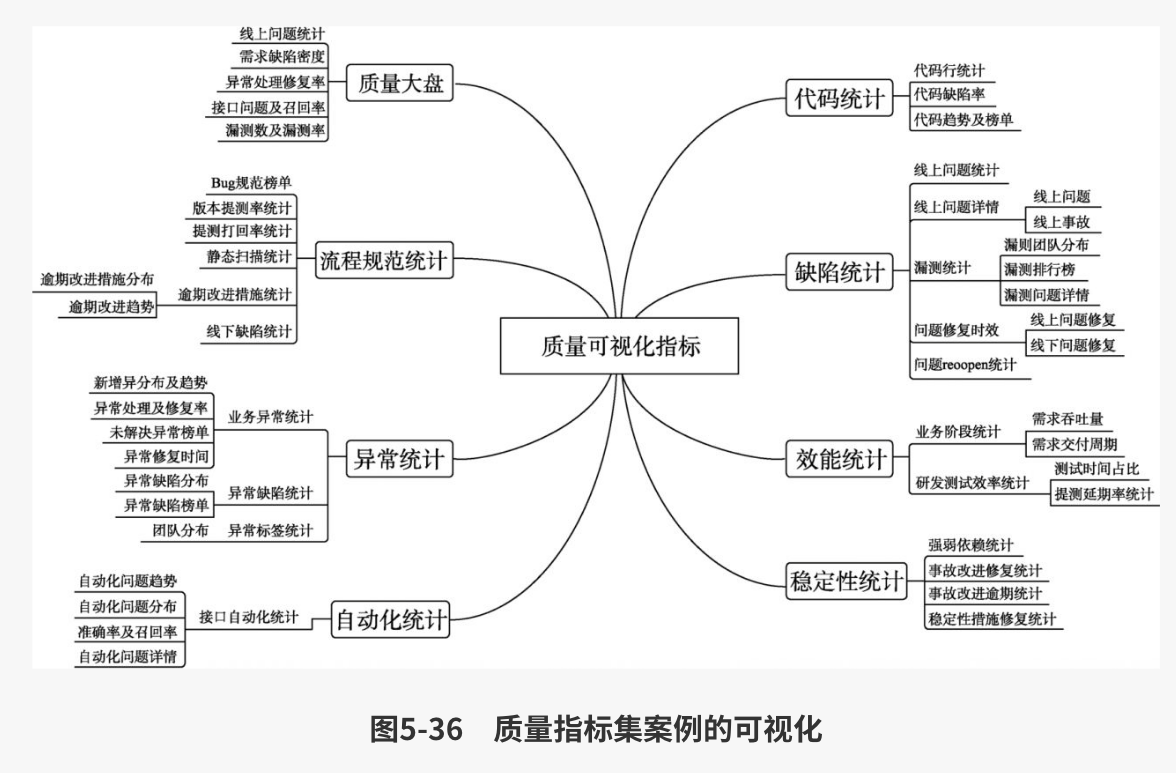 线上问题统计
需求缺陷密度
异常处理修复率
接口问题及召回率
漏测数及漏测率
质量大盘
Bug规范榜单
版本提测率统计
提测打回率统计
静态扫描统计
逾期改进措施分布
逾期改进趋势
逾期改进措施统计
线下缺陷统计
流程规范统计
新增异分布及趋势
异常处理及修复率
未解决异常榜单
异常修复时间
业务异常统计
异常缺陷分布
异常缺陷榜单
异常缺陷统计
团队分布
异常标签统计
异常统计
自动化问题趋势
自动化问题分布
准确率及召回率
自动化问题详情
接口自动化统计
自动化统计
质量可视化指标
代码统计
代码行统计
代码缺陷率
代码趋势及榜单
缺陷统计
线上问题统计
线上问题详情
线上问题
线上事故
漏测统计
漏则团队分布
漏测排行榜
漏测问题详情
问题修复时效
线上问题修复
线下问题修复
问题reoopen统计
效能统计
业务阶段统计
需求吞吐量
需求交付周期
研发测试效率统计
测试时间占比
提测延期率统计
稳定性统计
强弱依赖统计
事故改进修复统计
事故改进逾期统计
稳定性措施修复统计
图5-36 质量指标集案例的可视化